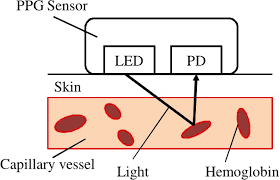 PPG Sensor
LED
PD
Skin
Capillary vessel
Light
Hemoglobin